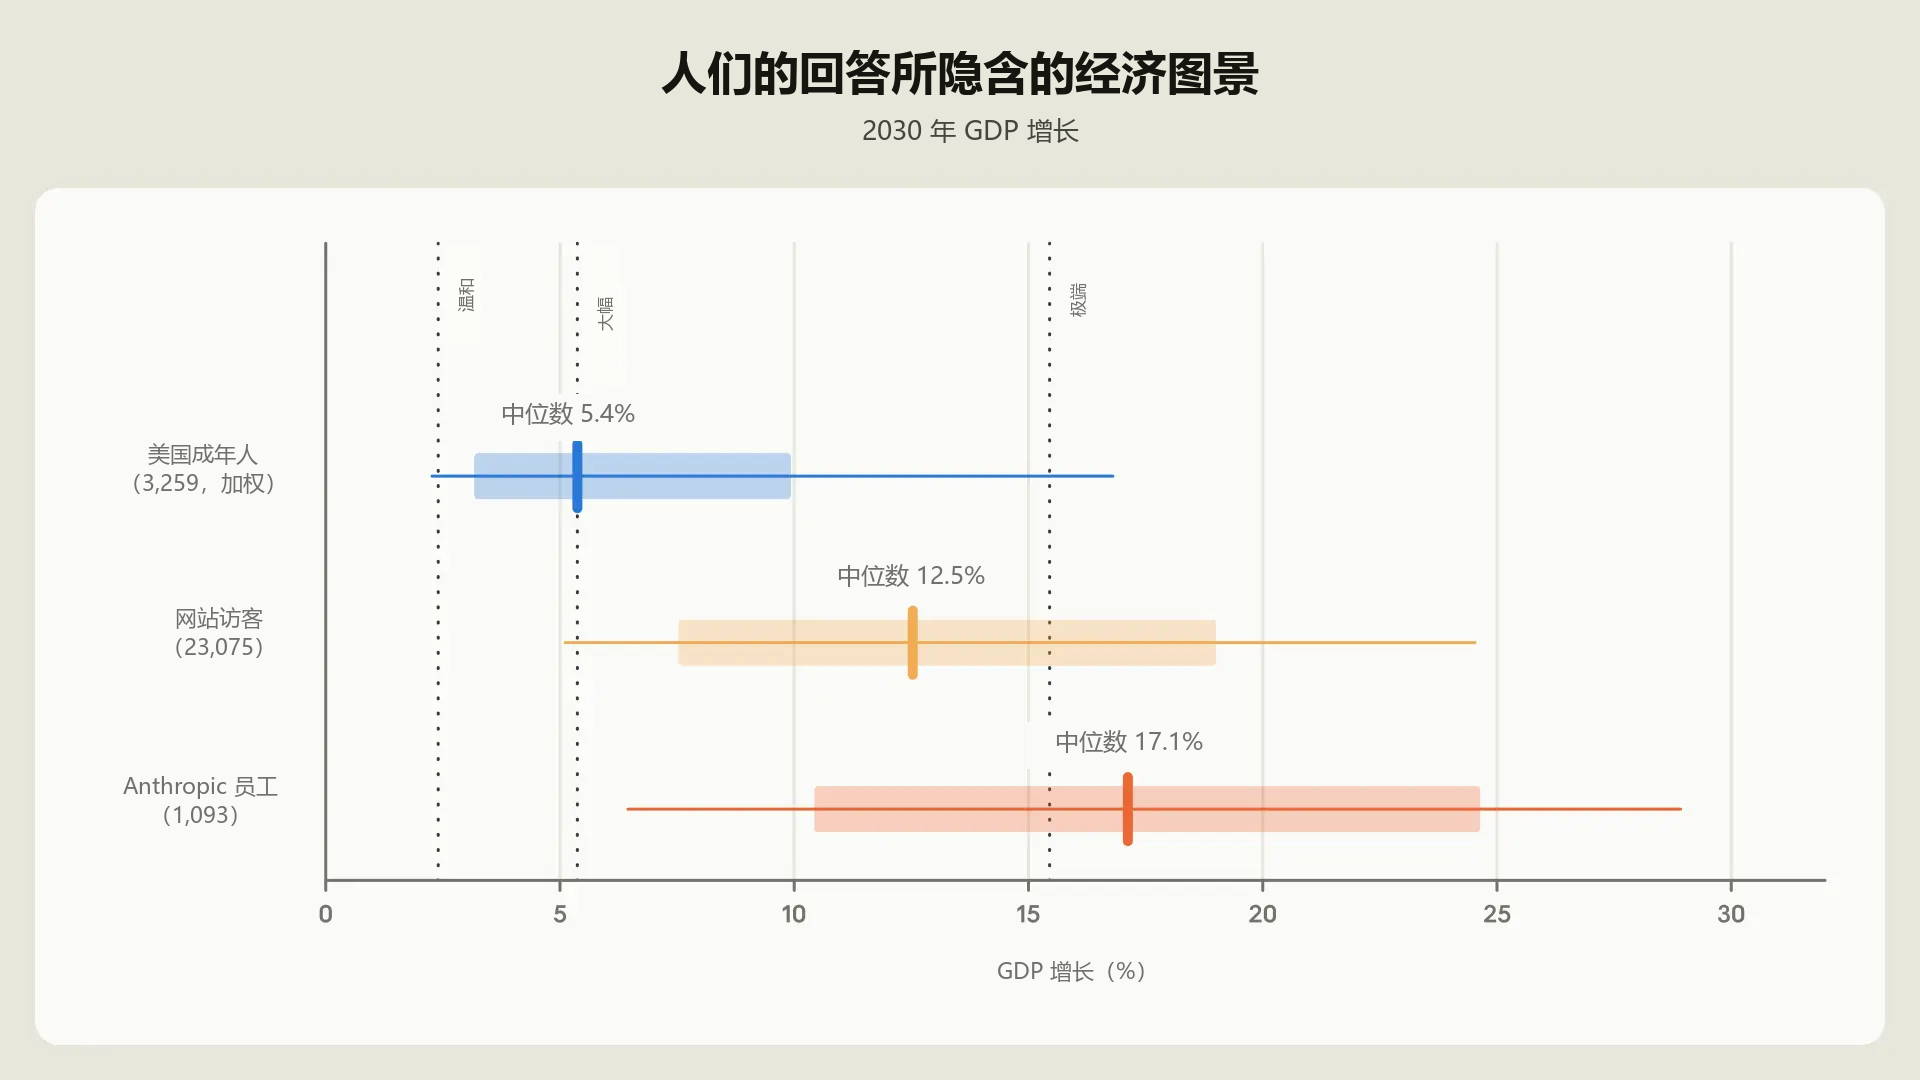 人们的回答所隐含的经济图景
2030 年 GDP 增长
温和
大幅
极端
中位数 5.4%
美国成年人
（3,259，加权）
中位数 12.5%
网站访客
（23,075）
中位数 17.1%
Anthropic 员工
（1,093）
0
5
10
15
20
25
30
GDP 增长（%）